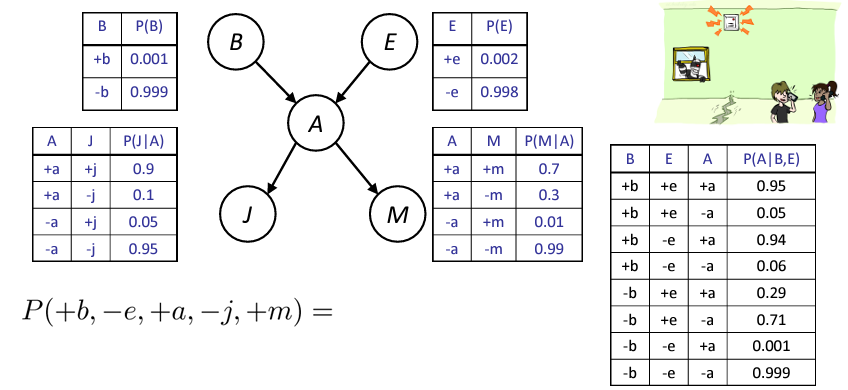 B P(B)
+b 0.001
-b 0.999
B
E
E P(E)
+e 0.002
-e 0.998
A
A J P(J|A)
+a +j 0.9
+a -j 0.1
-a +j 0.05
-a -j 0.95
J
M
A M P(M|A)
+a +m 0.7
+a -m 0.3
-a +m 0.01
-a -m 0.99
B E A P(A|B,E)
+b +e +a 0.95
+b +e -a 0.05
+b -e +a 0.94
+b -e -a 0.06
-b +e +a 0.29
-b +e -a 0.71
-b -e +a 0.001
-b -e -a 0.999
P(+b, −e, +a, −j, +m) =